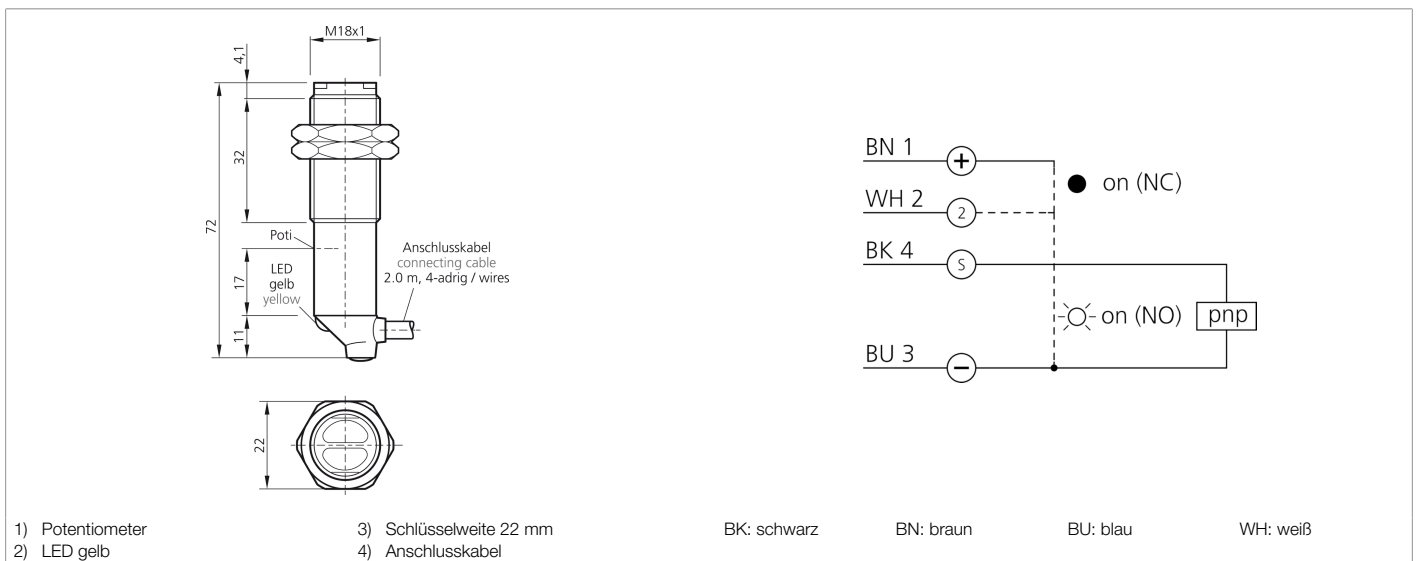 M18x1
4,1
72
32
Poti
17
LED
gelb
yellow
11
Anschlusskabel
connecting cable
2.0 m, 4-adrig / wires
22
BN 1
+
on (NC)
WH 2
2
BK 4
S
on (NO)
pnp
BU 3
−
1) Potentiometer
2) LED gelb
3) Schlüsselweite 22 mm
4) Anschlusskabel
BK: schwarz
BN: braun
BU: blau
WH: weiß